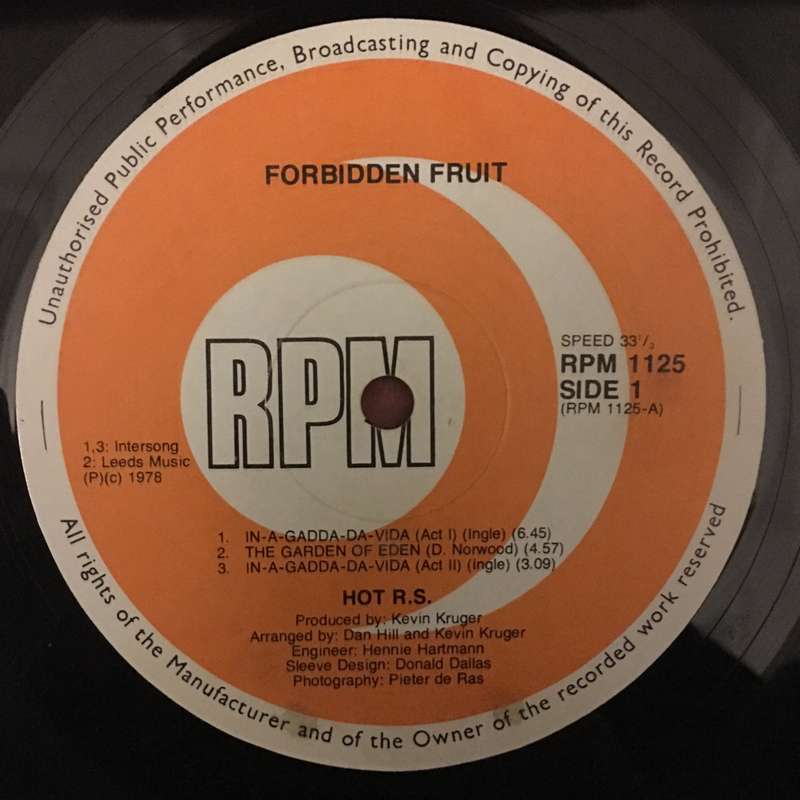 Unauthorised Public Performance, Broadcasting and Copying of this Record Prohibited.
FORBIDDEN FRUIT
RPM
SPEED 33⅓
RPM 1125
SIDE 1
(RPM 1125-A)
1,3: Intersong
2: Leeds Music
(P)(c) 1978
1. IN-A-GADDA-DA-VIDA (Act I) (Ingle) (6.45)
2. THE GARDEN OF EDEN (D. Norwood) (4.57)
3. IN-A-GADDA-DA-VIDA (Act II) (Ingle) (3.09)
HOT R.S.
Produced by: Kevin Kruger
Arranged by: Dan Hill and Kevin Kruger
Engineer: Hennie Hartmann
Sleeve Design: Donald Dallas
Photography: Pieter de Ras
All rights of the Manufacturer and of the Owner of the recorded work reserved